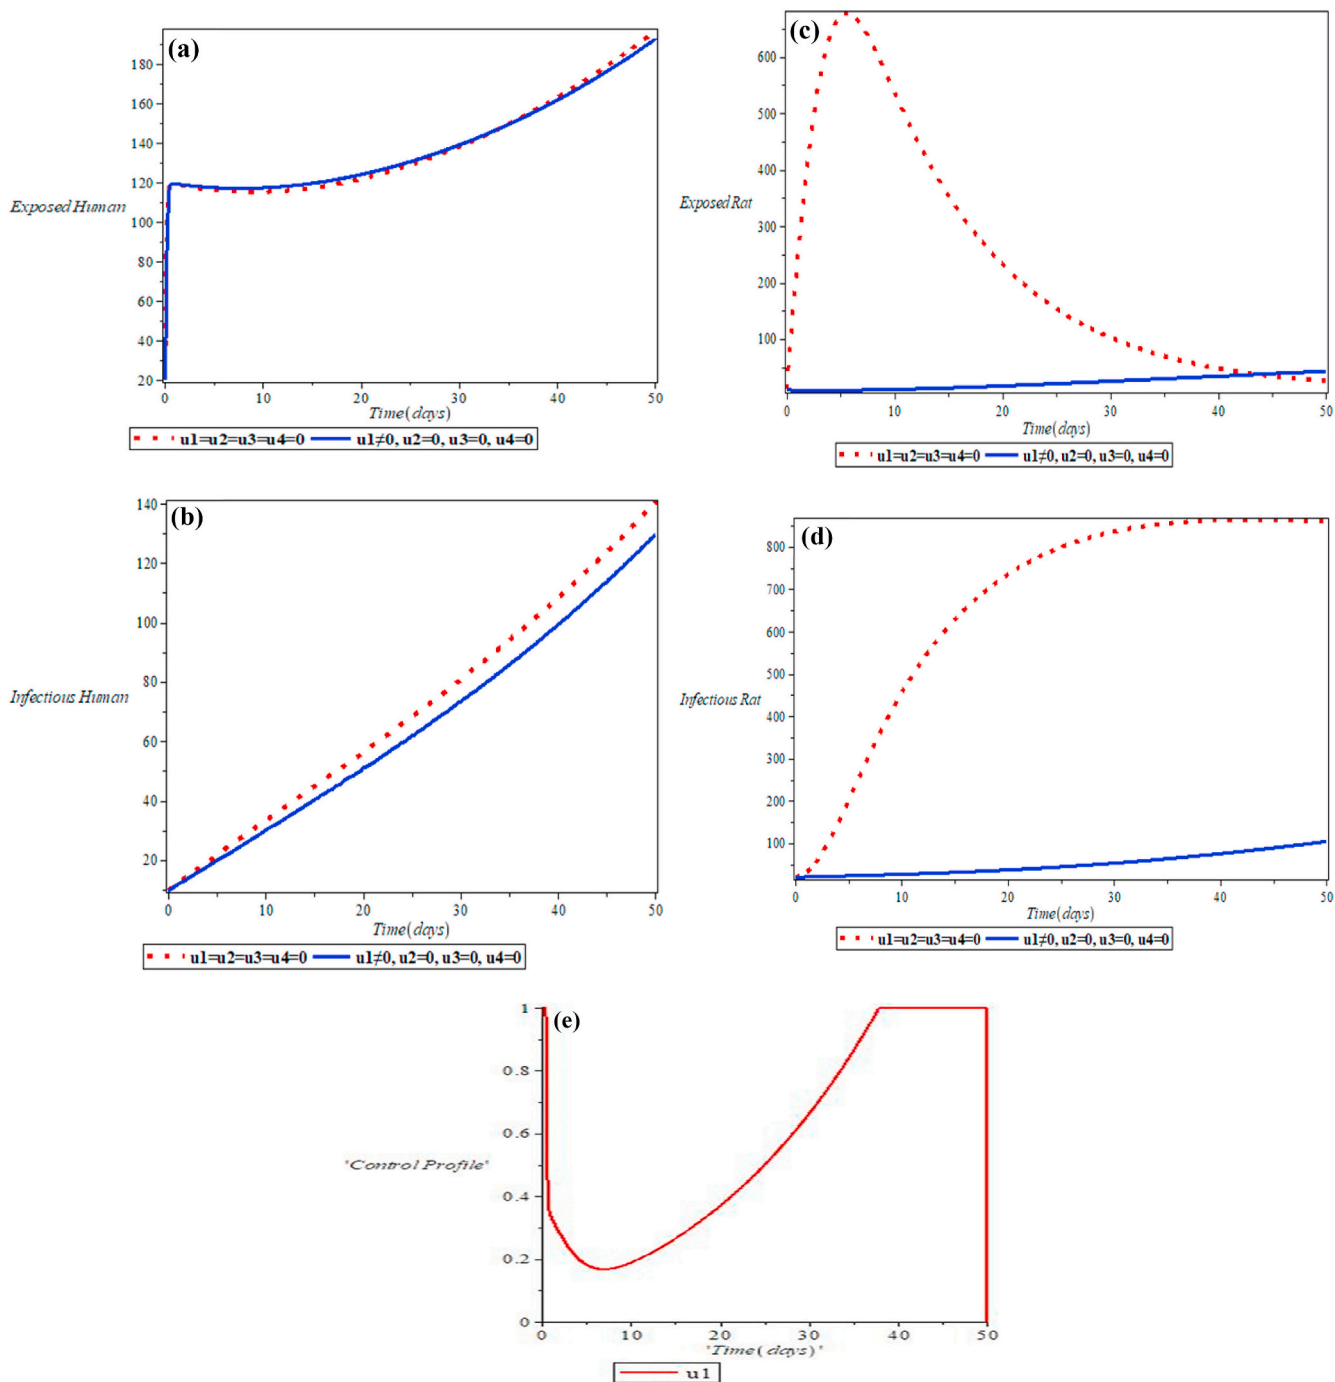 (a)
180
160
140
120
100
80
60
40
20
Exposed Human
0 10 20 30 40 50
Time(days)
u1=u2=u3=u4=0 u1≠0, u2=0, u3=0, u4=0
(c)
600
500
400
300
200
100
Exposed Rat
0 10 20 30 40 50
Time(days)
u1=u2=u3=u4=0 u1≠0, u2=0, u3=0, u4=0
(b)
140
120
100
80
60
40
20
Infectious Human
0 10 20 30 40 50
Time(days)
u1=u2=u3=u4=0 u1≠0, u2=0, u3=0, u4=0
(d)
800
700
600
500
400
300
200
100
Infectious Rat
0 10 20 30 40 50
Time(days)
u1=u2=u3=u4=0 u1≠0, u2=0, u3=0, u4=0
(e)
1
0.8
0.6
0.4
0.2
0
'Control Profile'
0 10 20 30 40 50
'Time(days)'
u1